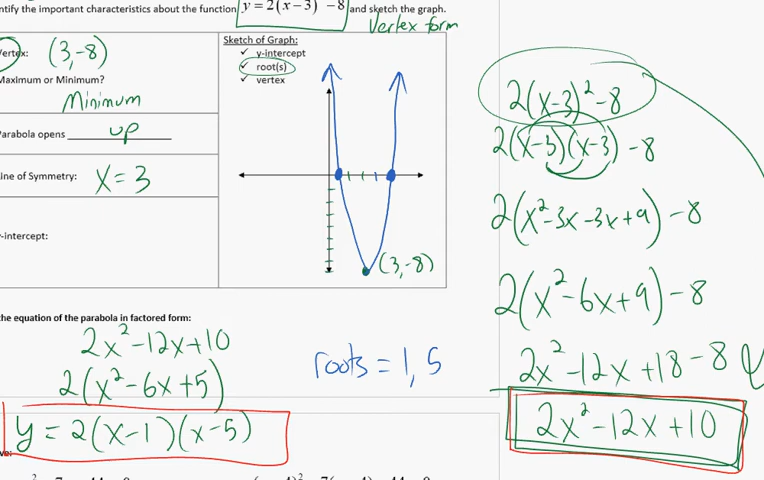 ntify the important characteristics about the function y = 2(x-3) - 8 and sketch the graph.
Vertex form
Vertex: (3,-8)
Maximum or Minimum?
Minimum
Parabola opens up
Line of Symmetry: X = 3
y-intercept:
Sketch of Graph:
✓ y-intercept
✓ root(s)
✓ vertex
(3,-8)
2(x-3)² - 8
2(x-3)(x-3) - 8
2(x²-3x-3x+9) - 8
2(x²-6x+9) - 8
2x²-12x+18-8
2x²-12x+10
the equation of the parabola in factored form:
2x²-12x+10
2(x²-6x+5)
y = 2(x-1)(x-5)
roots = 1, 5